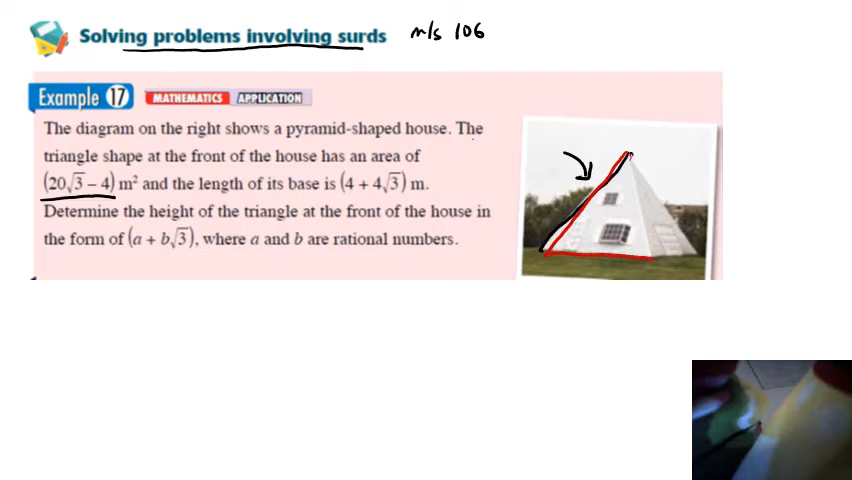 Solving problems involving surds m/s 106
Example 17 MATHEMATICS APPLICATION
The diagram on the right shows a pyramid-shaped house. The
triangle shape at the front of the house has an area of
(20√3 – 4) m² and the length of its base is (4 + 4√3) m.
Determine the height of the triangle at the front of the house in
the form of (a + b√3), where a and b are rational numbers.